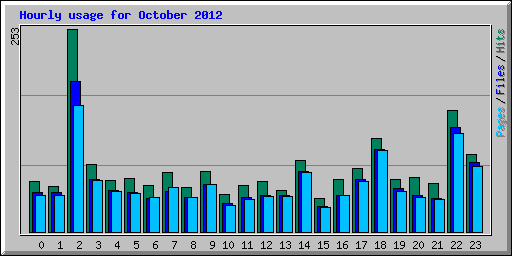 Hourly usage for October 2012
253
Pages / Files / Hits
0 1 2 3 4 5 6 7 8 9 10 11 12 13 14 15 16 17 18 19 20 21 22 23